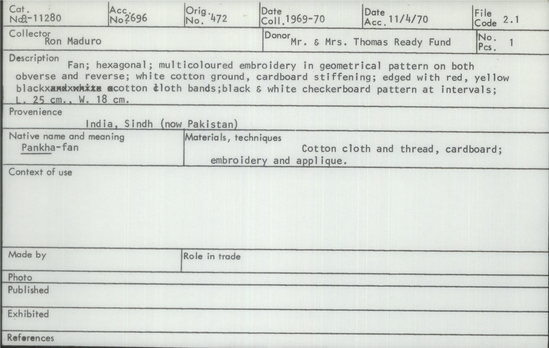 Cat. No. 9-11280 Acc. No. 2696 Orig. No. 472 Date Coll. 1969-70 Date Acc. 11/4/70 File Code 2.1
Collector Ron Maduro Donor Mr. & Mrs. Thomas Ready Fund No. Pcs. 1
Description Fan; hexagonal; multicoloured embroidery in geometrical pattern on both
obverse and reverse; white cotton ground, cardboard stiffening; edged with red, yellow
black cotton cloth bands;black & white checkerboard pattern at intervals;
L. 25 cm., W. 18 cm.
Provenience
India, Sindh (now Pakistan)
Native name and meaning Materials, techniques
Pankha-fan Cotton cloth and thread, cardboard;
embroidery and applique.
Context of use
Made by Role in trade
Photo
Published
Exhibited
References